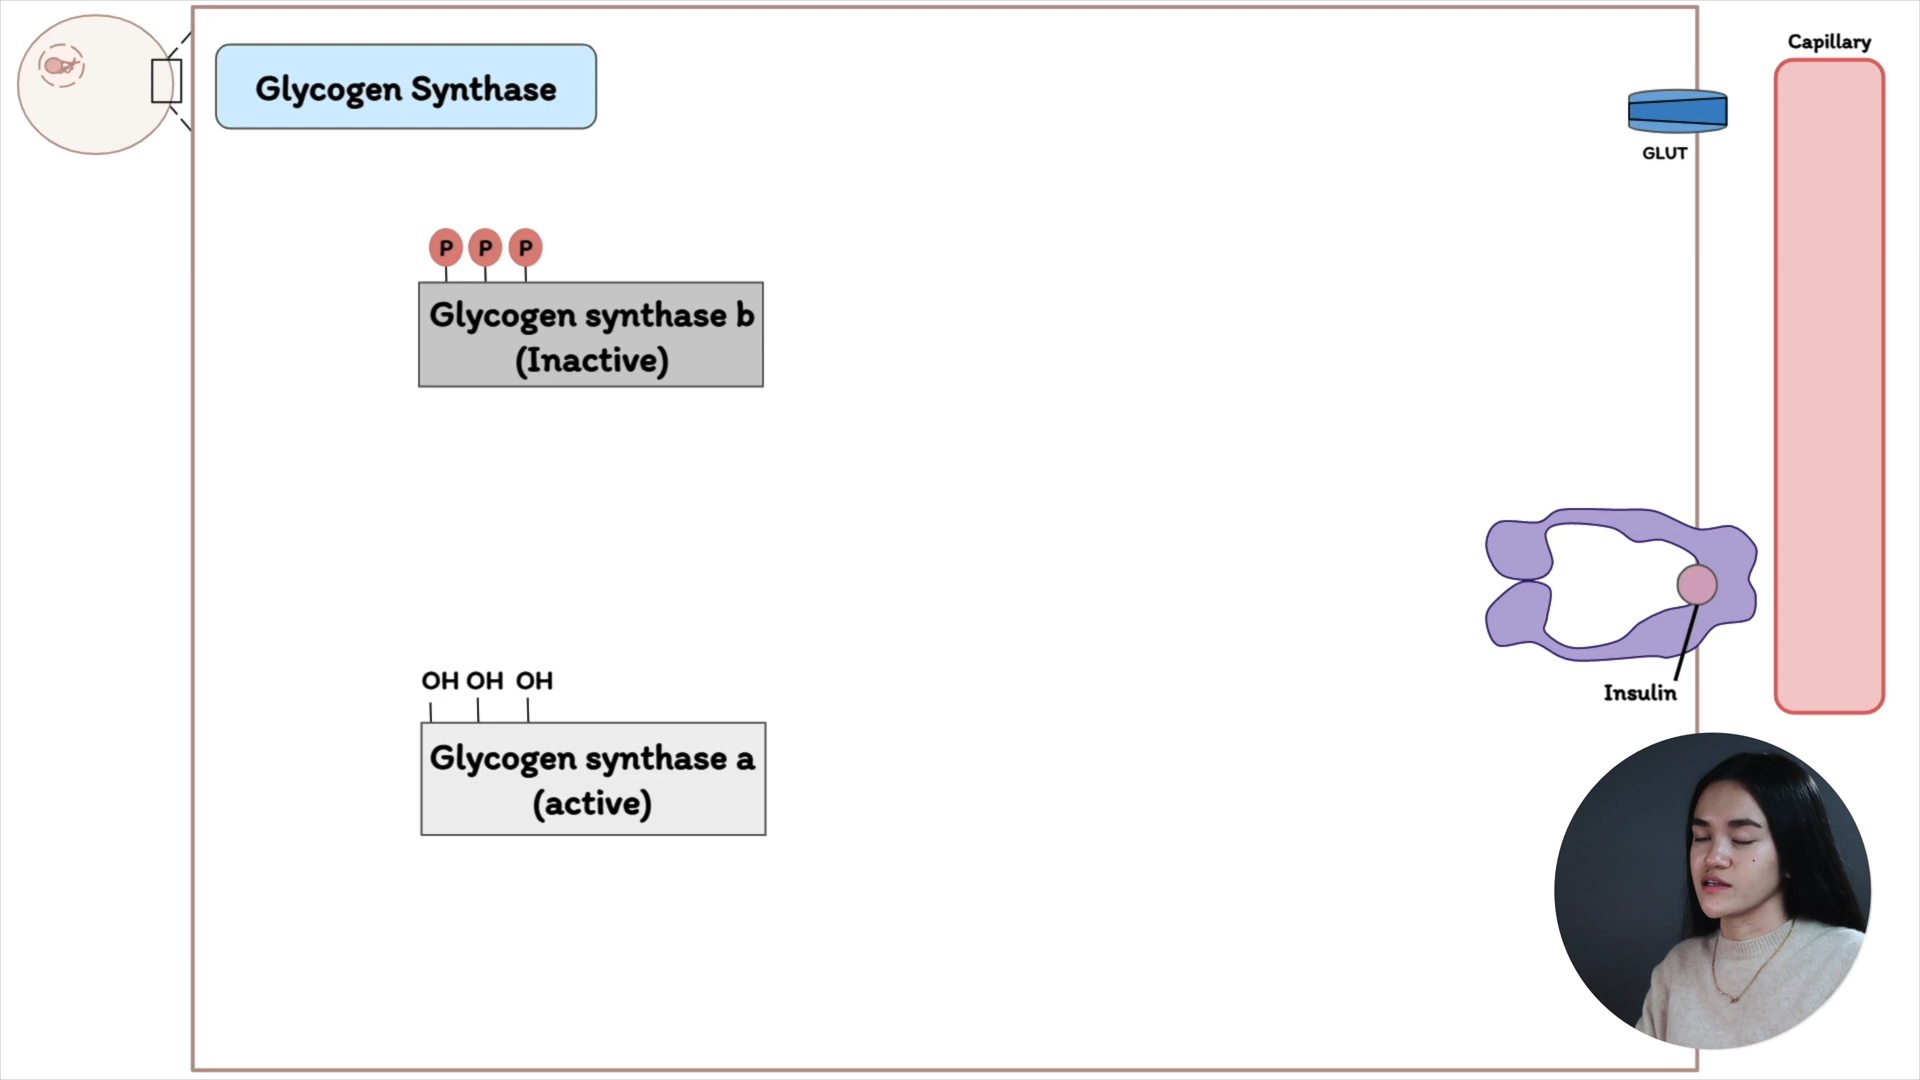 Capillary
Glycogen Synthase
GLUT
P P P
Glycogen synthase b
(Inactive)
Insulin
OH OH OH
Glycogen synthase a
(active)